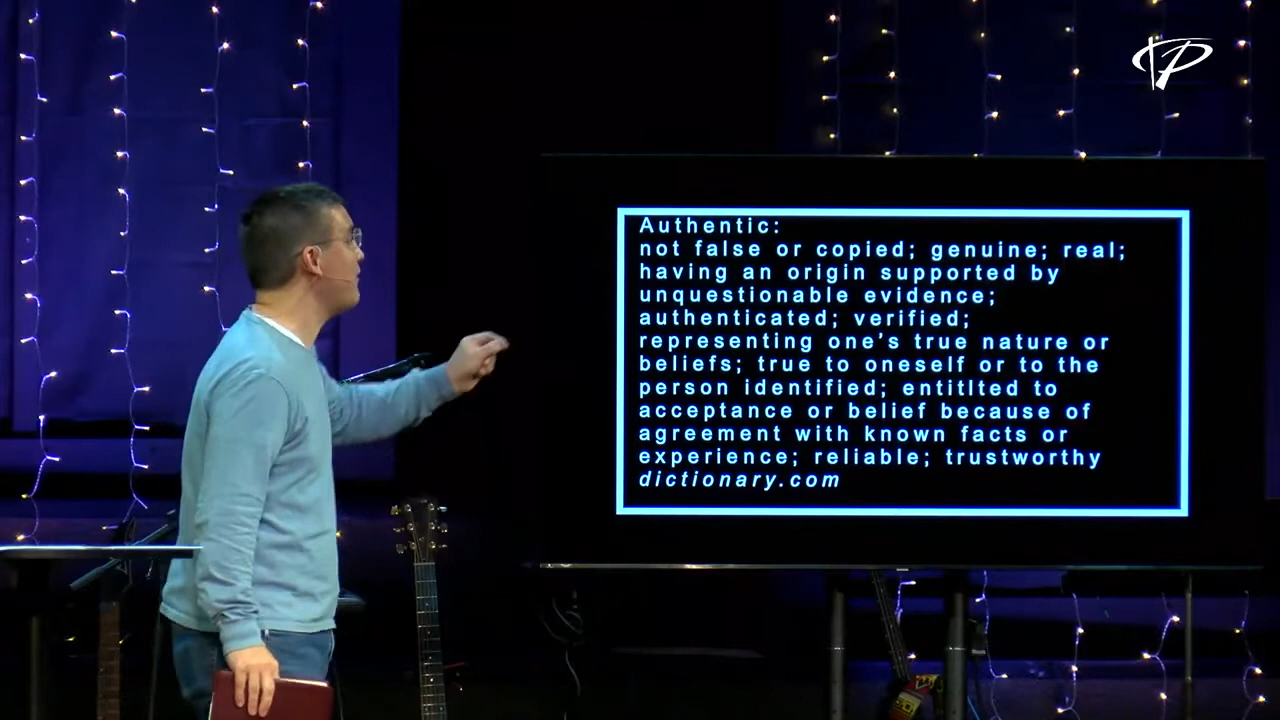 Authentic:
not false or copied; genuine; real;
having an origin supported by
unquestionable evidence;
authenticated; verified;
representing one's true nature or
beliefs; true to oneself or to the
person identified; entitlted to
acceptance or belief because of
agreement with known facts or
experience; reliable; trustworthy
dictionary.com